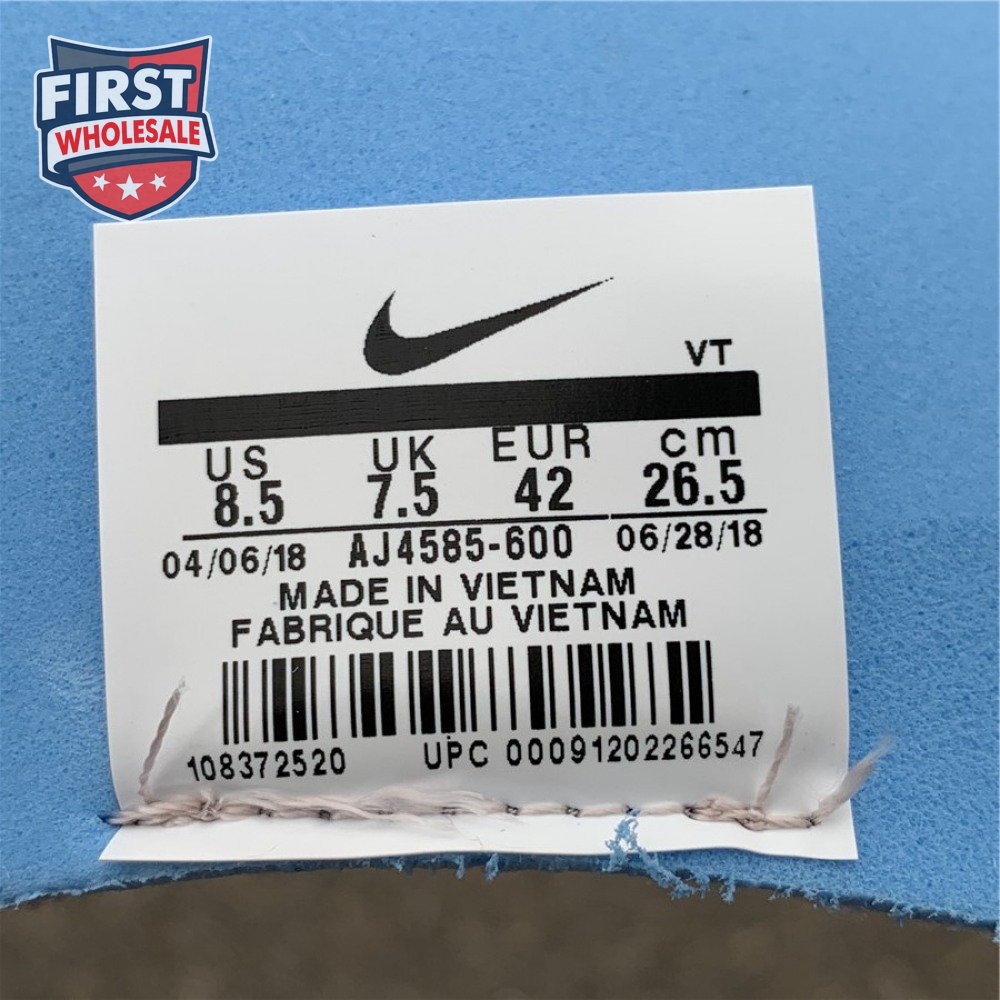 FIRST
WHOLESALE
VT
US UK EUR cm
8.5 7.5 42 26.5
04/06/18 AJ4585-600 06/28/18
MADE IN VIETNAM
FABRIQUE AU VIETNAM
108372520 UPC 00091202266547